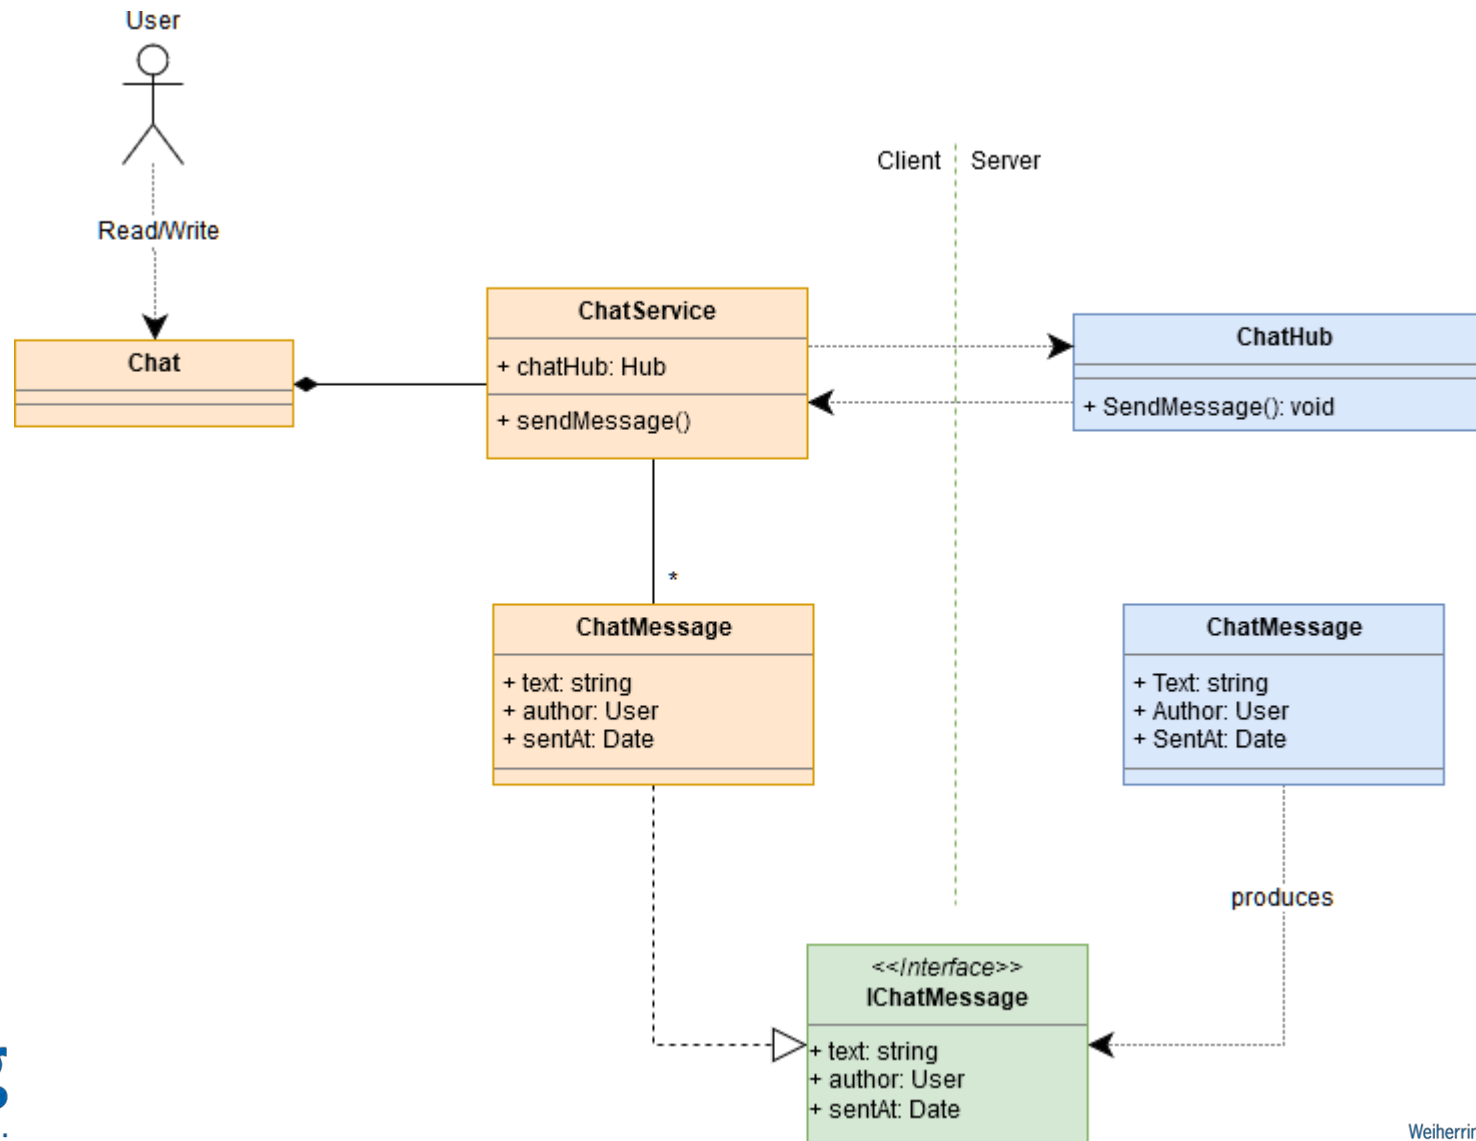 User
Client
Server
Read/Write
ChatService
+ chatHub: Hub
+ sendMessage()
Chat
ChatHub
+ SendMessage(): void
*
ChatMessage
+ text: string
+ author: User
+ sentAt: Date
ChatMessage
+ Text: string
+ Author: User
+ SentAt: Date
produces
<<Interface>>
IChatMessage
+ text: string
+ author: User
+ sentAt: Date